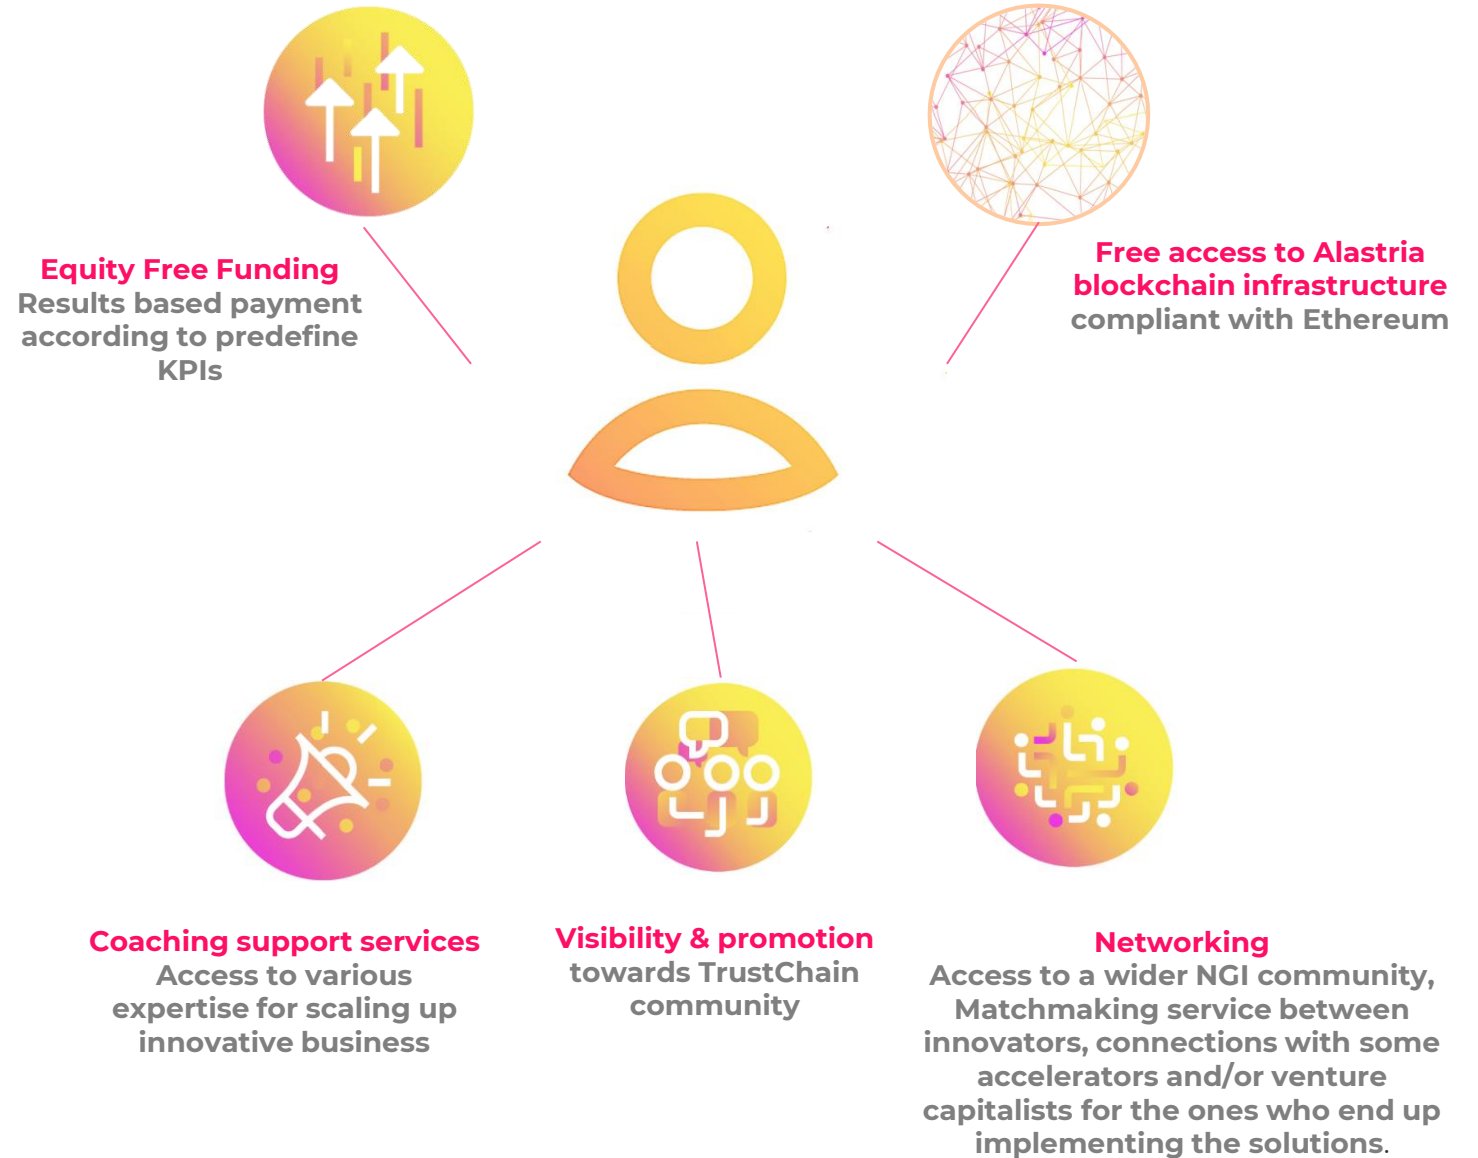 Equity Free Funding
Results based payment
according to predefine
KPIs
Free access to Alastria
blockchain infrastructure
compliant with Ethereum
Coaching support services
Access to various
expertise for scaling up
innovative business
Visibility & promotion
towards TrustChain
community
Networking
Access to a wider NGI community,
Matchmaking service between
innovators, connections with some
accelerators and/or venture
capitalists for the ones who end up
implementing the solutions.